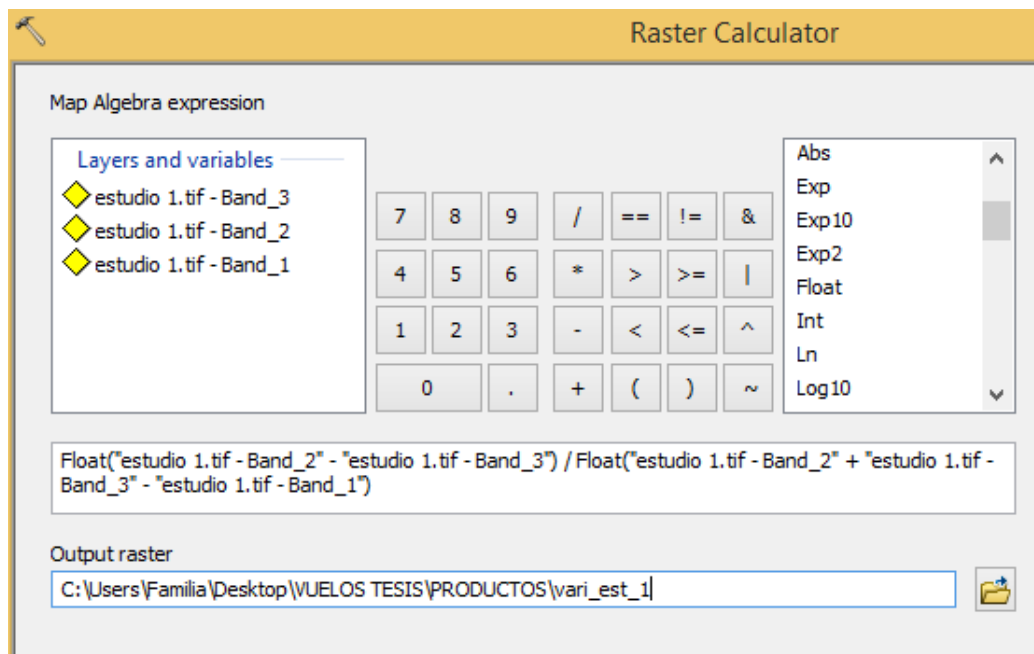 Raster Calculator
Map Algebra expression
Layers and variables
estudio 1.tif - Band_3
estudio 1.tif - Band_2
estudio 1.tif - Band_1
7 8 9 / == != &
4 5 6 * > >= |
1 2 3 - < <= ^
0 . + ( ) ~
Abs
Exp
Exp10
Exp2
Float
Int
Ln
Log10
Float("estudio 1.tif - Band_2" - "estudio 1.tif - Band_3") / Float("estudio 1.tif - Band_2" + "estudio 1.tif -
Band_3" - "estudio 1.tif - Band_1")
Output raster
C:\Users\Familia\Desktop\VUELOS TESIS\PRODUCTOS\vari_est_1